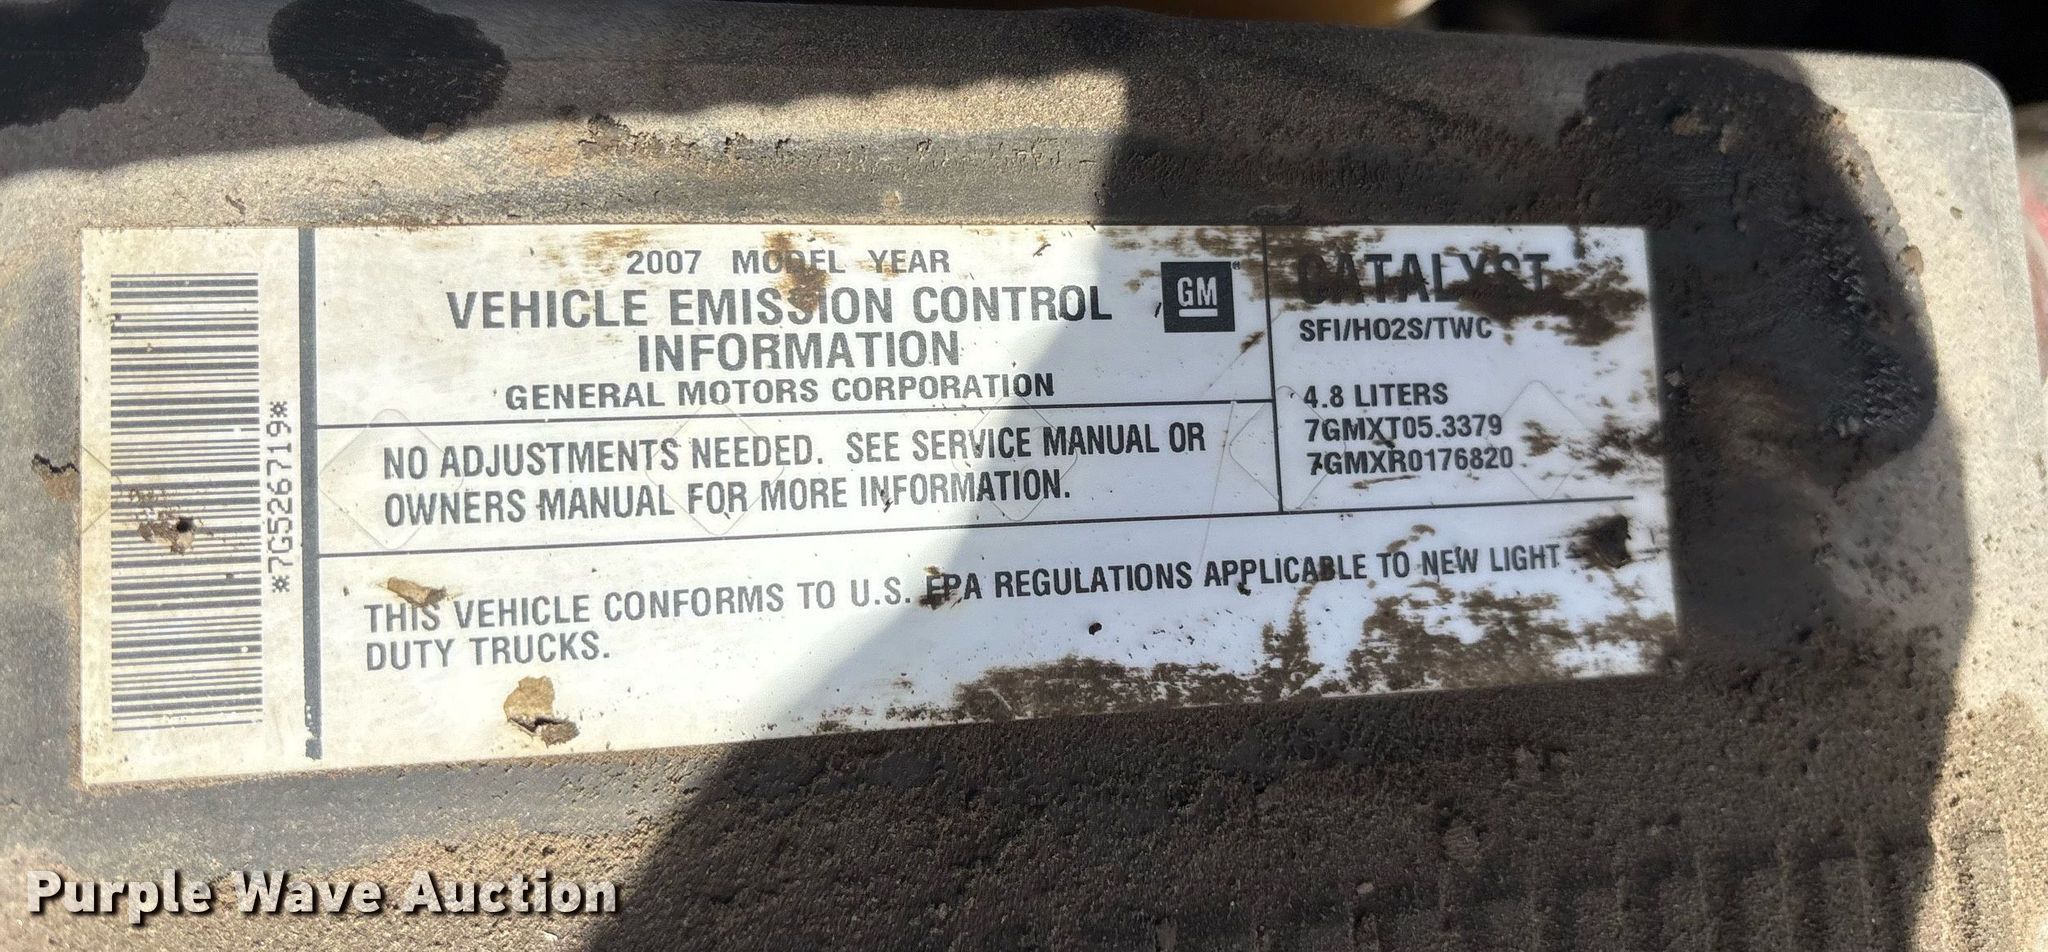 2007 MODEL YEAR
VEHICLE EMISSION CONTROL
INFORMATION
GENERAL MOTORS CORPORATION
GM
CATALYST
SFI/HO2S/TWC
4.8 LITERS
7GMXT05.3379
7GMXR0176820
NO ADJUSTMENTS NEEDED. SEE SERVICE MANUAL OR
OWNERS MANUAL FOR MORE INFORMATION.
THIS VEHICLE CONFORMS TO U.S. EPA REGULATIONS APPLICABLE TO NEW LIGHT
DUTY TRUCKS.
*7G526719*
Purple Wave Auction